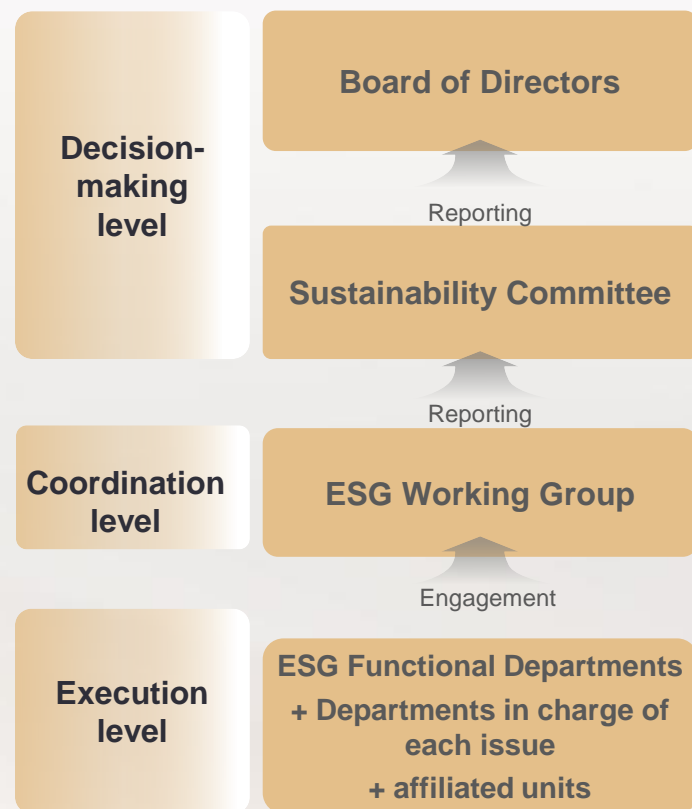 Decision-
making
level
Board of Directors
Reporting
Sustainability Committee
Reporting
Coordination
level
ESG Working Group
Engagement
Execution
level
ESG Functional Departments
+ Departments in charge of
each issue
+ affiliated units